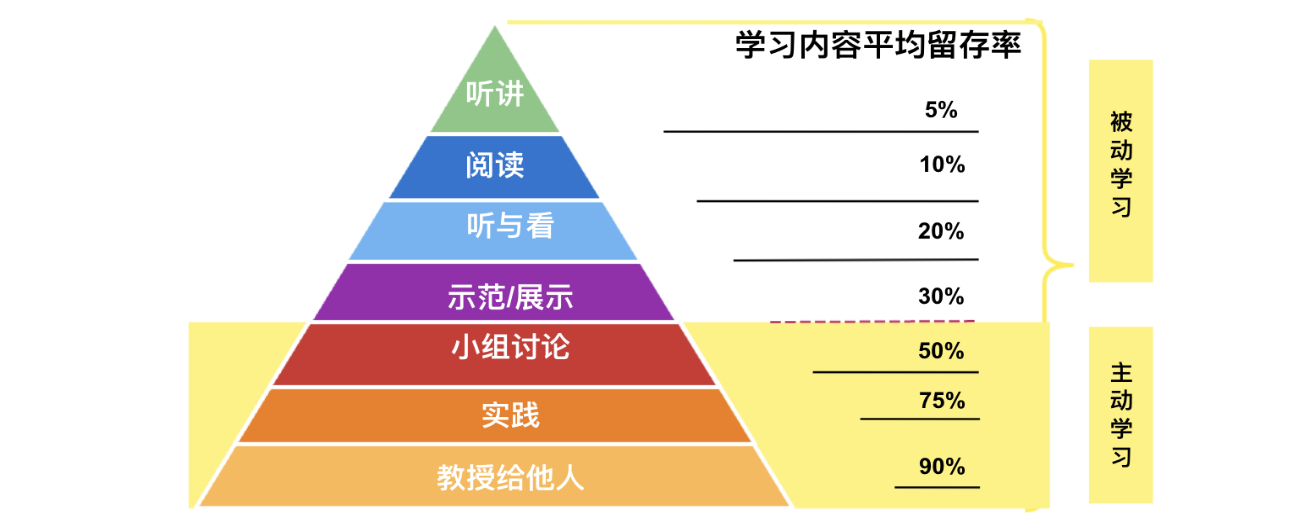 学习内容平均留存率
听讲
5%
阅读
10%
听与看
20%
示范/展示
30%
小组讨论
50%
实践
75%
教授给他人
90%
被动学习
主动学习